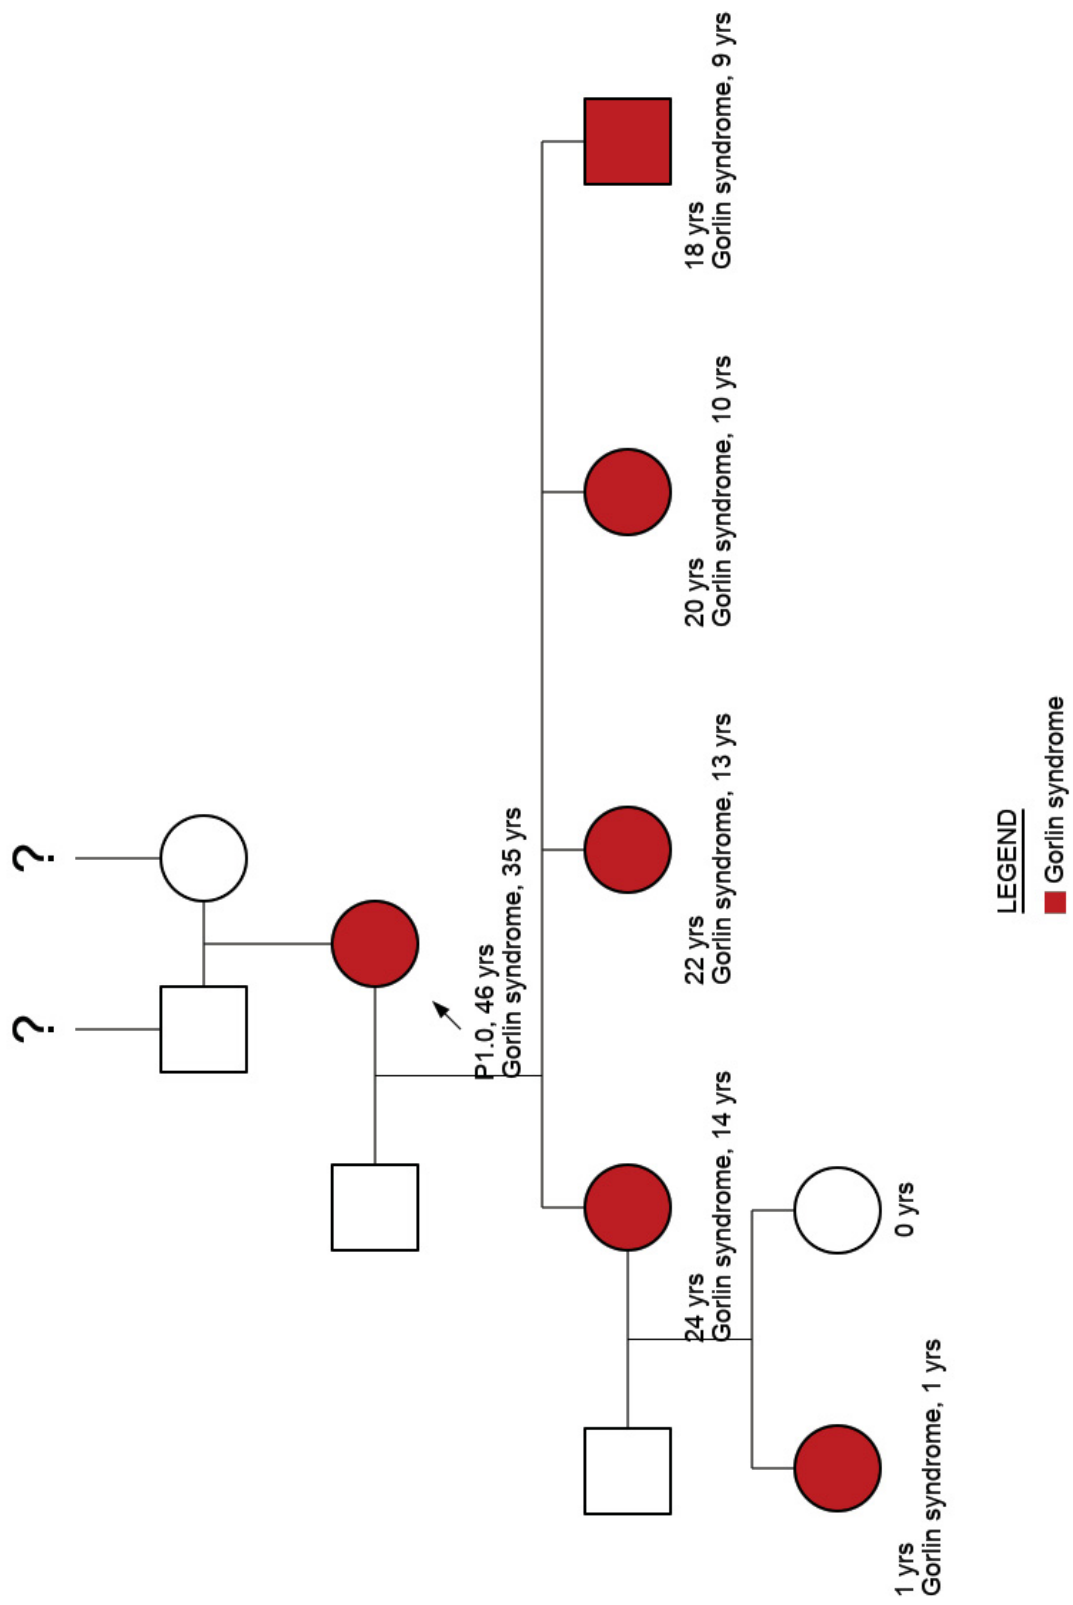 ?
?
P1.0, 46 yrs
Gorlin syndrome, 35 yrs
24 yrs
Gorlin syndrome, 14 yrs
22 yrs
Gorlin syndrome, 13 yrs
20 yrs
Gorlin syndrome, 10 yrs
18 yrs
Gorlin syndrome, 9 yrs
1 yrs
Gorlin syndrome, 1 yrs
0 yrs
LEGEND
Gorlin syndrome